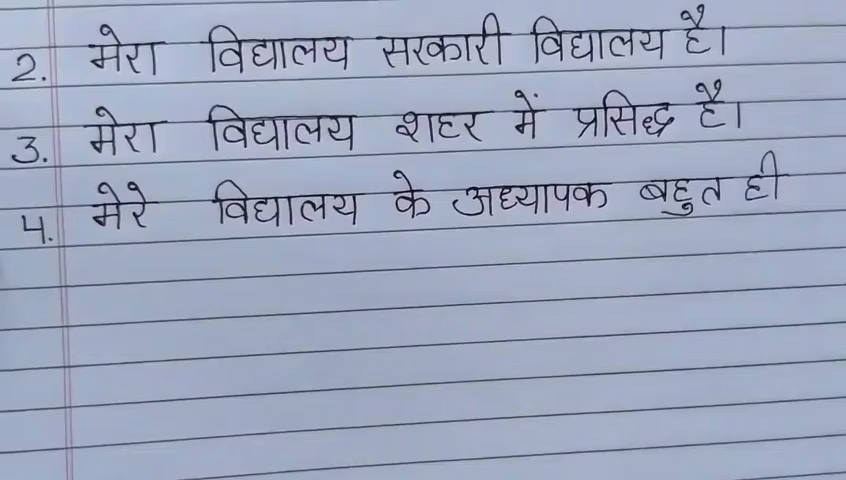 2. मेरा विद्यालय सरकारी विद्यालय है।
3. मेरा विद्यालय शहर में प्रसिद्ध है।
4. मेरे विद्यालय के अध्यापक बहुत ही